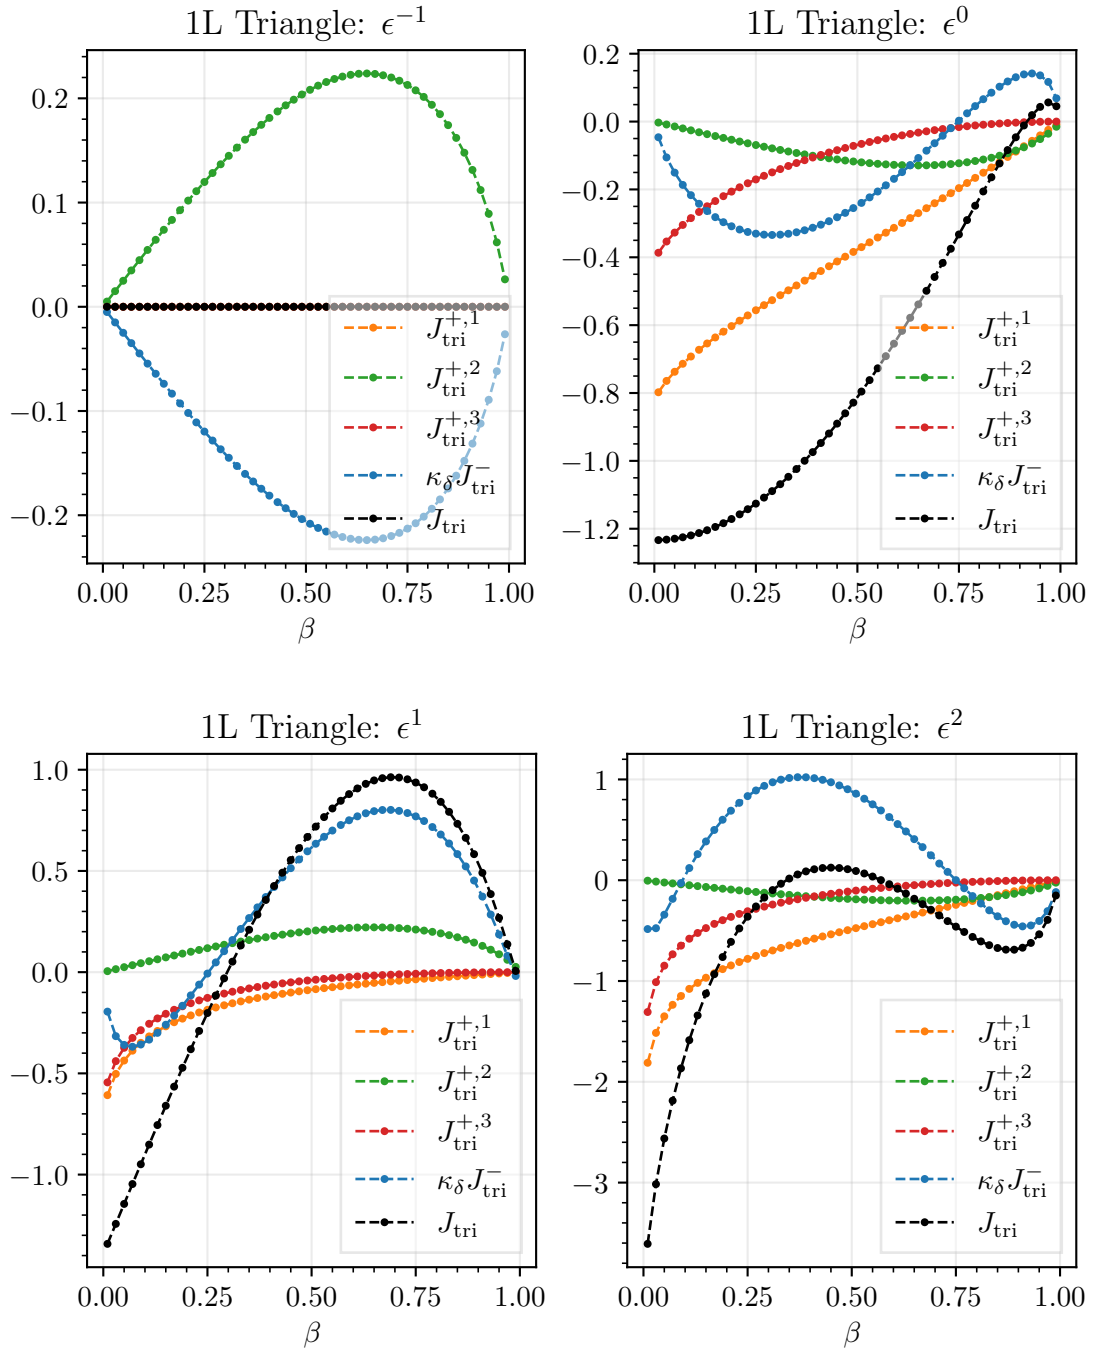 1L Triangle: ϵ⁻¹
0.2
0.1
0.0
−0.1
−0.2
0.00 0.25 0.50 0.75 1.00
β
J_tri^{+,1}
J_tri^{+,2}
J_tri^{+,3}
κ_δ J_tri^−
J_tri
1L Triangle: ϵ⁰
0.2
0.0
−0.2
−0.4
−0.6
−0.8
−1.0
−1.2
0.00 0.25 0.50 0.75 1.00
β
J_tri^{+,1}
J_tri^{+,2}
J_tri^{+,3}
κ_δ J_tri^−
J_tri
1L Triangle: ϵ¹
1.0
0.5
0.0
−0.5
−1.0
0.00 0.25 0.50 0.75 1.00
β
J_tri^{+,1}
J_tri^{+,2}
J_tri^{+,3}
κ_δ J_tri^−
J_tri
1L Triangle: ϵ²
1
0
−1
−2
−3
0.00 0.25 0.50 0.75 1.00
β
J_tri^{+,1}
J_tri^{+,2}
J_tri^{+,3}
κ_δ J_tri^−
J_tri